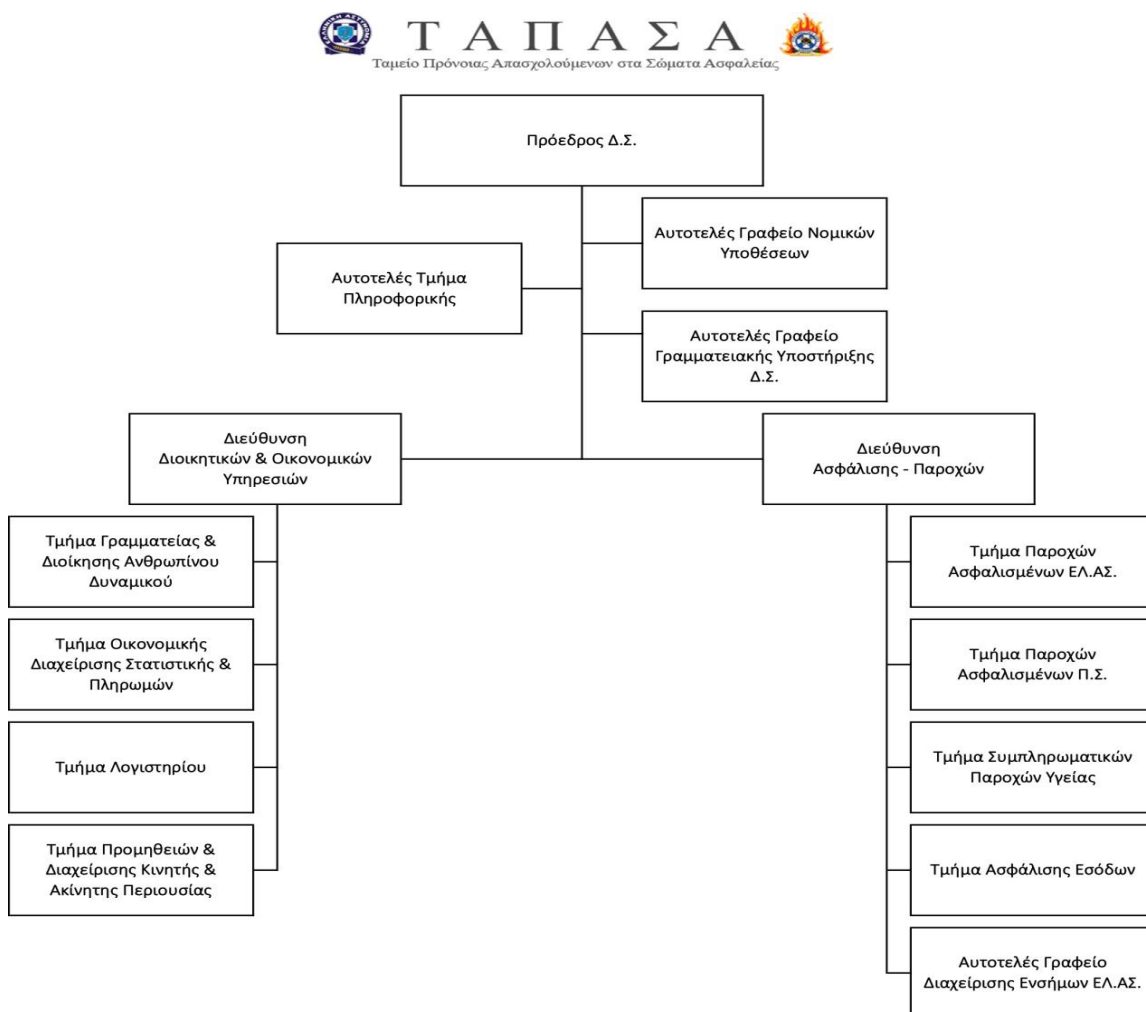 ΕΛΛΗΝΙΚΗ ΑΣΤΥΝΟΜΙΑ
ΤΑΠΑΣΑ
Ταμείο Πρόνοιας Απασχολούμενων στα Σώματα Ασφαλείας
Πρόεδρος Δ.Σ.
Αυτοτελές Γραφείο Νομικών
Υποθέσεων
Αυτοτελές Τμήμα
Πληροφορικής
Αυτοτελές Γραφείο
Γραμματειακής Υποστήριξης
Δ.Σ.
Διεύθυνση
Διοικητικών & Οικονομικών
Υπηρεσιών
Διεύθυνση
Ασφάλισης - Παροχών
Τμήμα Γραμματείας &
Διοίκησης Ανθρωπίνου
Δυναμικού
Τμήμα Οικονομικής
Διαχείρισης Στατιστικής &
Πληρωμών
Τμήμα Λογιστηρίου
Τμήμα Προμηθειών &
Διαχείρισης Κινητής &
Ακίνητης Περιουσίας
Τμήμα Παροχών
Ασφαλισμένων ΕΛ.ΑΣ.
Τμήμα Παροχών
Ασφαλισμένων Π.Σ.
Τμήμα Συμπληρωματικών
Παροχών Υγείας
Τμήμα Ασφάλισης Εσόδων
Αυτοτελές Γραφείο
Διαχείρισης Ενσήμων ΕΛ.ΑΣ.